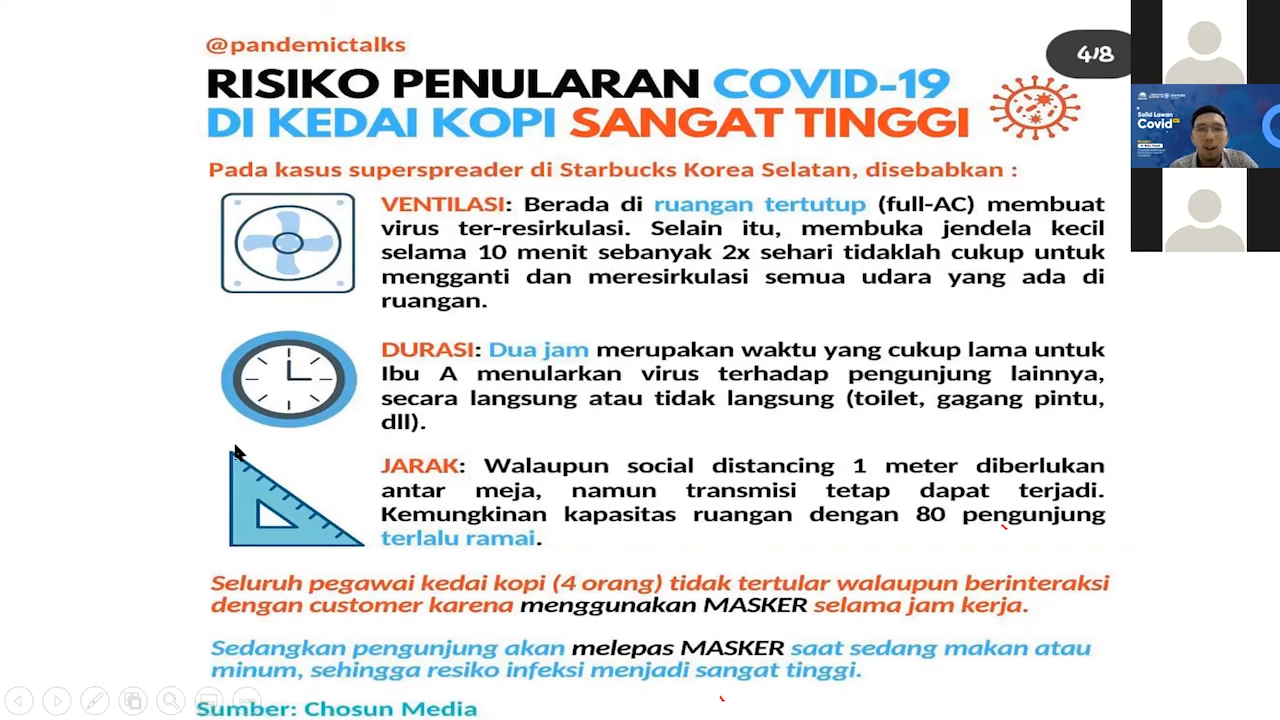 @pandemictalks
4/8
RISIKO PENULARAN COVID-19
DI KEDAI KOPI SANGAT TINGGI
Pada kasus superspreader di Starbucks Korea Selatan, disebabkan :
VENTILASI: Berada di ruangan tertutup (full-AC) membuat
virus ter-resirkulasi. Selain itu, membuka jendela kecil
selama 10 menit sebanyak 2x sehari tidaklah cukup untuk
mengganti dan meresirkulasi semua udara yang ada di
ruangan.
DURASI: Dua jam merupakan waktu yang cukup lama untuk
Ibu A menularkan virus terhadap pengunjung lainnya,
secara langsung atau tidak langsung (toilet, gagang pintu,
dll).
JARAK: Walaupun social distancing 1 meter diberlukan
antar meja, namun transmisi tetap dapat terjadi.
Kemungkinan kapasitas ruangan dengan 80 pengunjung
terlalu ramai.
Seluruh pegawai kedai kopi (4 orang) tidak tertular walaupun berinteraksi
dengan customer karena menggunakan MASKER selama jam kerja.
Sedangkan pengunjung akan melepas MASKER saat sedang makan atau
minum, sehingga resiko infeksi menjadi sangat tinggi.
Sumber: Chosun Media
Solid Lawan
Covid